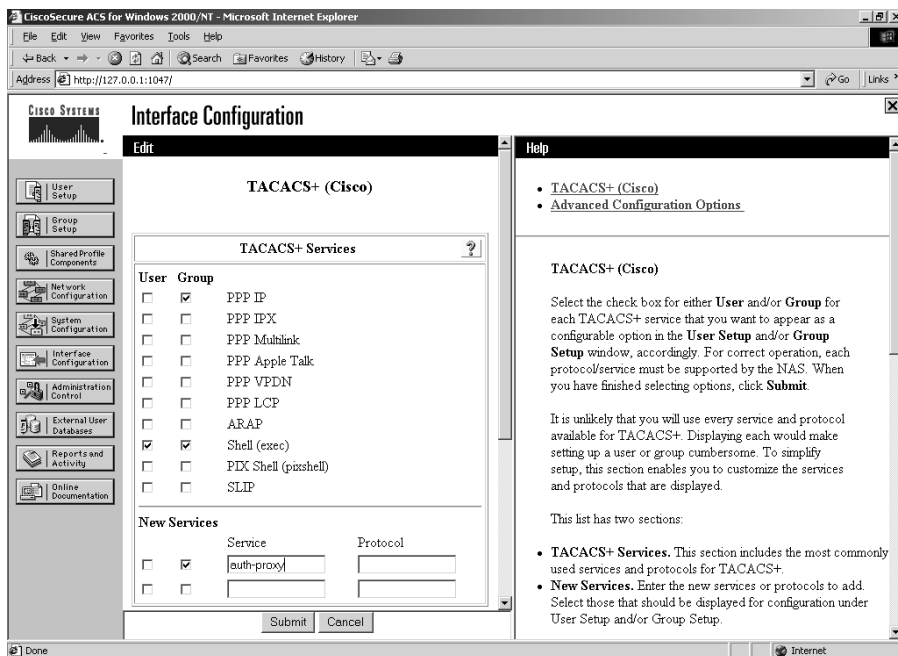 CiscoSecure ACS for Windows 2000/NT - Microsoft Internet Explorer
File Edit View Favorites Tools Help
Back Search Favorites History
Address http://127.0.0.1:1047/ Go Links
CISCO SYSTEMS
Interface Configuration
User
Setup
Group
Setup
Shared Profile
Components
Network
Configuration
System
Configuration
Interface
Configuration
Administration
Control
External User
Databases
Reports and
Activity
Online
Documentation
Edit
TACACS+ (Cisco)
TACACS+ Services ?
User Group
PPP IP
PPP IPX
PPP Multilink
PPP Apple Talk
PPP VPDN
PPP LCP
ARAP
Shell (exec)
PIX Shell (pixshell)
SLIP
New Services
Service Protocol
auth-proxy
Submit Cancel
Help
• TACACS+ (Cisco)
• Advanced Configuration Options
TACACS+ (Cisco)
Select the check box for either User and/or Group for
each TACACS+ service that you want to appear as a
configurable option in the User Setup and/or Group
Setup window, accordingly. For correct operation, each
protocol/service must be supported by the NAS. When
you have finished selecting options, click Submit.
It is unlikely that you will use every service and protocol
available for TACACS+. Displaying each would make
setting up a user or group cumbersome. To simplify
setup, this section enables you to customize the services
and protocols that are displayed.
This list has two sections:
• TACACS+ Services. This section includes the most commonly
used services and protocols for TACACS+.
• New Services. Enter the new services or protocols to add.
Select those that should be displayed for configuration under
User Setup and/or Group Setup.
Done Internet